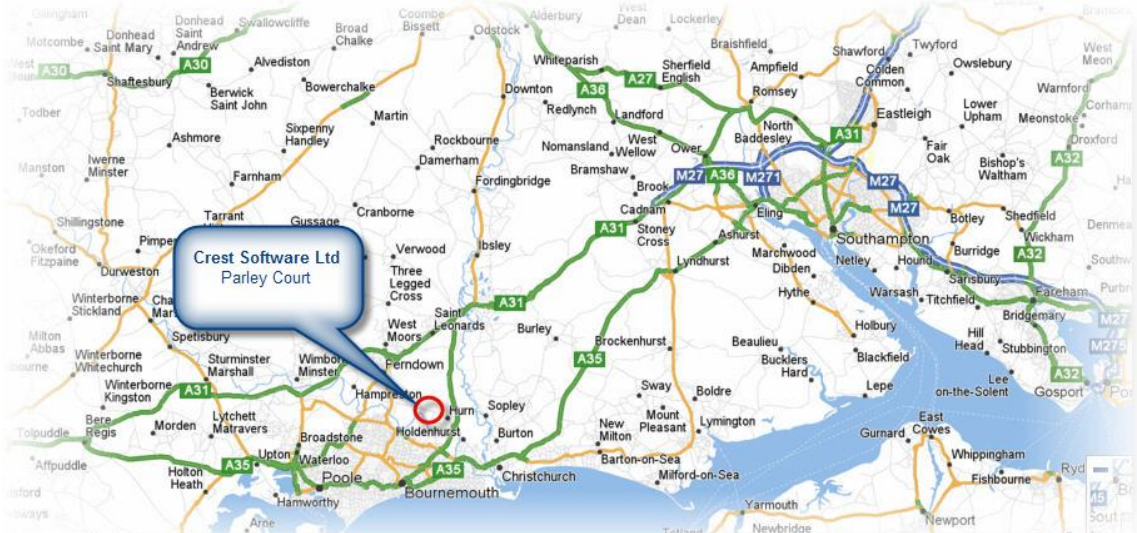 Gillingham
Donhead
Saint
Andrew
Swallowcliffe
Broad
Chalke
Coombe
Bissett
Odstock
Alderbury
West
Dean
Lockerley
Motcombe
Donhead
Saint Mary
A30
A30
Shaftesbury
Alvediston
Berwick
Saint John
Bowerchalke
Braishfield
Shawford
Twyford
West
Meon
Whiteparish
A27
Sherfield
English
Ampfield
Colden
Common
Owslebury
Warnford
Todber
Downton
A36
Romsey
Lower
Upham
Corhampton
Meonstoke
Martin
Redlynch
Landford
Eastleigh
Droxford
Ashmore
Sixpenny
Handley
Rockbourne
North
Baddesley
A31
Fair
Oak
Nomansland
West
Wellow
Ower
Bishop's
Waltham
A32
Manston
Iwerne
Minster
Damerham
Bramshaw
M27
A36
M271
M27
Farnham
Fordingbridge
Brook
M27
Cranborne
Cadnam
Eling
Botley
Shedfield
Shillingstone
Tarrant
Gussage
A31
Stoney
Cross
Ashurst
Southampton
Wickham
Denmead
Okeford
Fitzpaine
Verwood
Ibsley
Marchwood
Netley
Hound
Burridge
A32
Crest Software Ltd
Parley Court
Durweston
Three
Legged
Cross
Lyndhurst
Dibden
Sarisbury
Hythe
Warsash
Titchfield
Fareham
Winterborne
Stickland
A31
Saint
Leonards
Bridgemary
M27
Spetisbury
West
Moors
Burley
Brockenhurst
Holbury
Hill
Head
Stubbington
M275
Milton
Abbas
Beaulieu
Winterborne
Whitechurch
Sturminster
Marshall
Wimborne
Minster
Ferndown
A35
Bucklers
Hard
Blackfield
Lee
-on-the-Solent
A32
Gosport
Winterborne
Kingston
A31
Hampreston
Sway
Boldre
Lepe
Hurn
Sopley
Mount
Pleasant
Lymington
East
Cowes
Bere
Regis
Morden
Lytchett
Matravers
Holdenhurst
New
Milton
Gurnard
Tolpuddle
Broadstone
Burton
Barton-on-Sea
Whippingham
Affpuddle
A35
Upton
Waterloo
A35
Christchurch
Milford-on-Sea
Fishbourne
Holton
Heath
Poole
Bournemouth
Hamworthy
Yarmouth
Newport
Arne
Newbridge